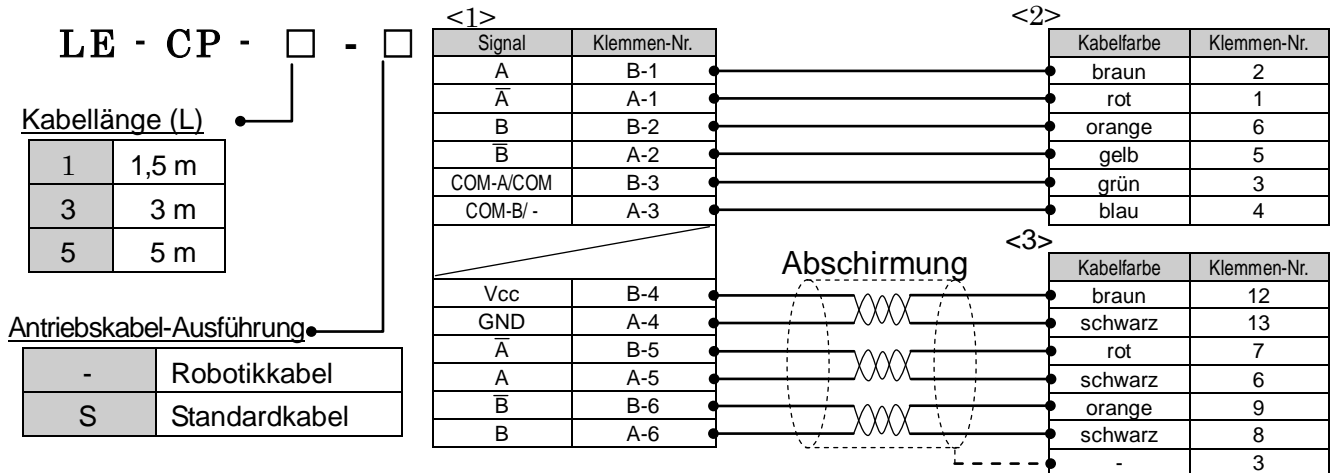 LE - CP - □ - □
Kabellänge (L)
1 1,5 m
3 3 m
5 5 m
Antriebskabel-Ausführung
- Robotikkabel
S Standardkabel
<1>
Signal Klemmen-Nr.
A B-1
A̅ A-1
B B-2
B̅ A-2
COM-A/COM B-3
COM-B/ - A-3
Vcc B-4
GND A-4
A̅ B-5
A A-5
B̅ B-6
B A-6
Abschirmung
<2>
Kabelfarbe Klemmen-Nr.
braun 2
rot 1
orange 6
gelb 5
grün 3
blau 4
<3>
Kabelfarbe Klemmen-Nr.
braun 12
schwarz 13
rot 7
schwarz 6
orange 9
schwarz 8
- 3